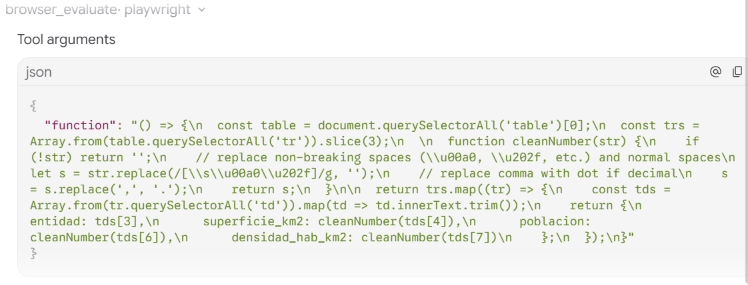 browser_evaluate· playwright
Tool arguments
json
{
"function": "() => {\n  const table = document.querySelectorAll('table')[0];\n  const trs =
Array.from(table.querySelectorAll('tr')).slice(3);\n  \n  function cleanNumber(str) {\n    if
(!str) return '';\n    // replace non-breaking spaces (\\u00a0, \\u202f, etc.) and normal spaces\n
let s = str.replace(/[\\s\\u00a0\\u202f]/g, '');\n    // replace comma with dot if decimal\n    s
= s.replace(',', '.');\n    return s;\n  }\n\n  return trs.map((tr) => {\n    const tds =
Array.from(tr.querySelectorAll('td')).map(td => td.innerText.trim());\n    return {\n
entidad: tds[3],\n      superficie_km2: cleanNumber(tds[4]),\n      poblacion:
cleanNumber(tds[6]),\n      densidad_hab_km2: cleanNumber(tds[7])\n    };\n  });\n}"
}